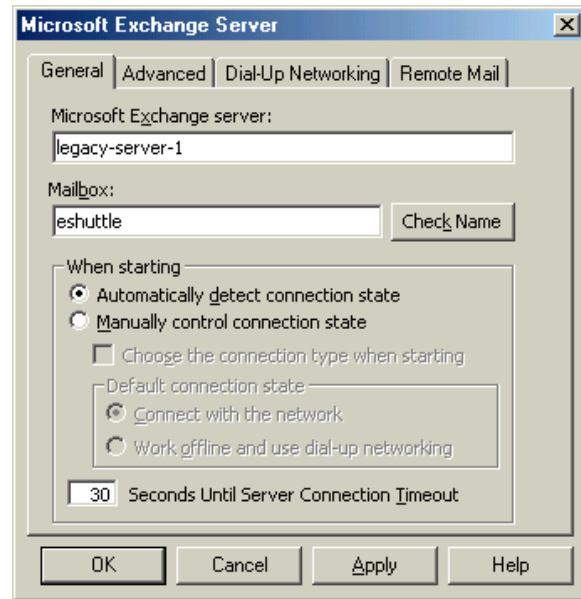 Microsoft Exchange Server
General Advanced Dial-Up Networking Remote Mail
Microsoft Exchange server:
legacy-server-1
Mailbox:
eshuttle Check Name
When starting
Automatically detect connection state
Manually control connection state
Choose the connection type when starting
Default connection state
Connect with the network
Work offline and use dial-up networking
30 Seconds Until Server Connection Timeout
OK Cancel Apply Help